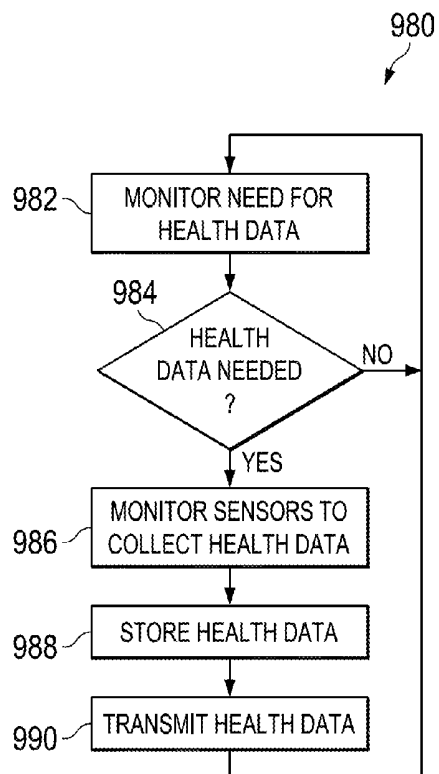 980
982
MONITOR NEED FOR
HEALTH DATA
984
HEALTH
DATA NEEDED
?
NO
YES
986
MONITOR SENSORS TO
COLLECT HEALTH DATA
988
STORE HEALTH DATA
990
TRANSMIT HEALTH DATA